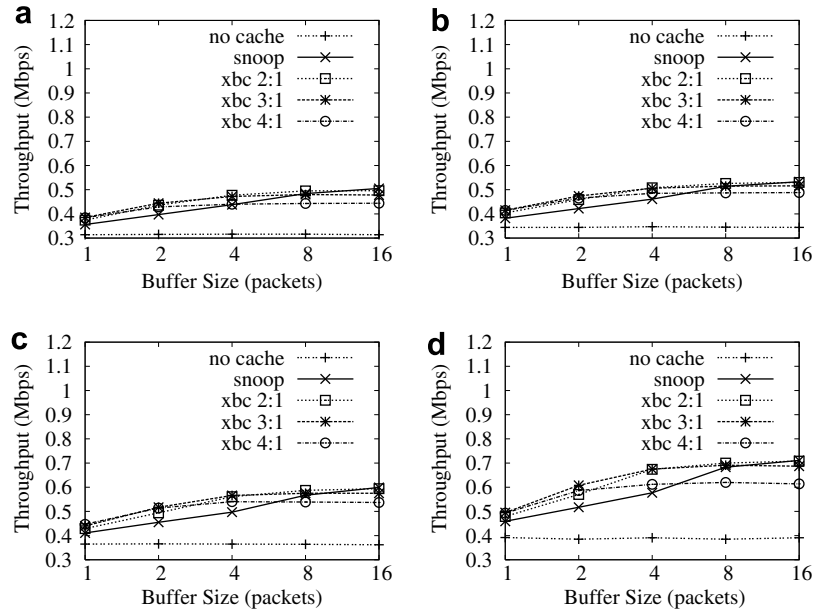 a
1.2
1.1
1
0.9
0.8
0.7
0.6
0.5
0.4
0.3
Throughput (Mbps)
no cache
snoop
xbc 2:1
xbc 3:1
xbc 4:1
1 2 4 8 16
Buffer Size (packets)
b
1.2
1.1
1
0.9
0.8
0.7
0.6
0.5
0.4
0.3
Throughput (Mbps)
no cache
snoop
xbc 2:1
xbc 3:1
xbc 4:1
1 2 4 8 16
Buffer Size (packets)
c
1.2
1.1
1
0.9
0.8
0.7
0.6
0.5
0.4
0.3
Throughput (Mbps)
no cache
snoop
xbc 2:1
xbc 3:1
xbc 4:1
1 2 4 8 16
Buffer Size (packets)
d
1.2
1.1
1
0.9
0.8
0.7
0.6
0.5
0.4
0.3
Throughput (Mbps)
no cache
snoop
xbc 2:1
xbc 3:1
xbc 4:1
1 2 4 8 16
Buffer Size (packets)